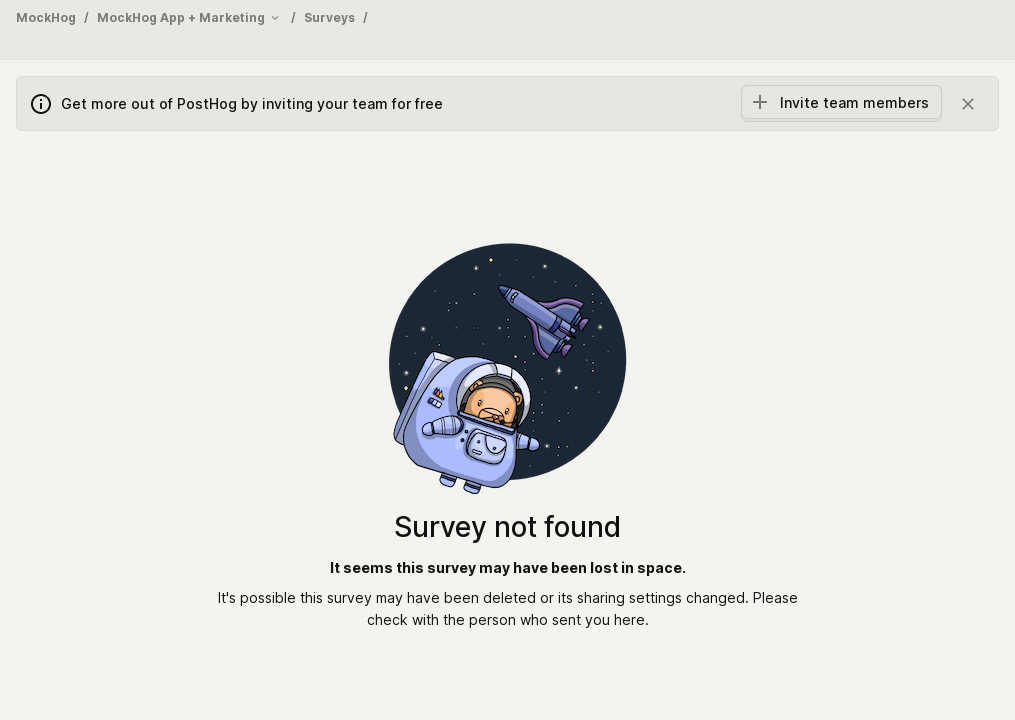 MockHog / MockHog App + Marketing / Surveys /
Get more out of PostHog by inviting your team for free
Invite team members
Survey not found
It seems this survey may have been lost in space.
It's possible this survey may have been deleted or its sharing settings changed. Please
check with the person who sent you here.